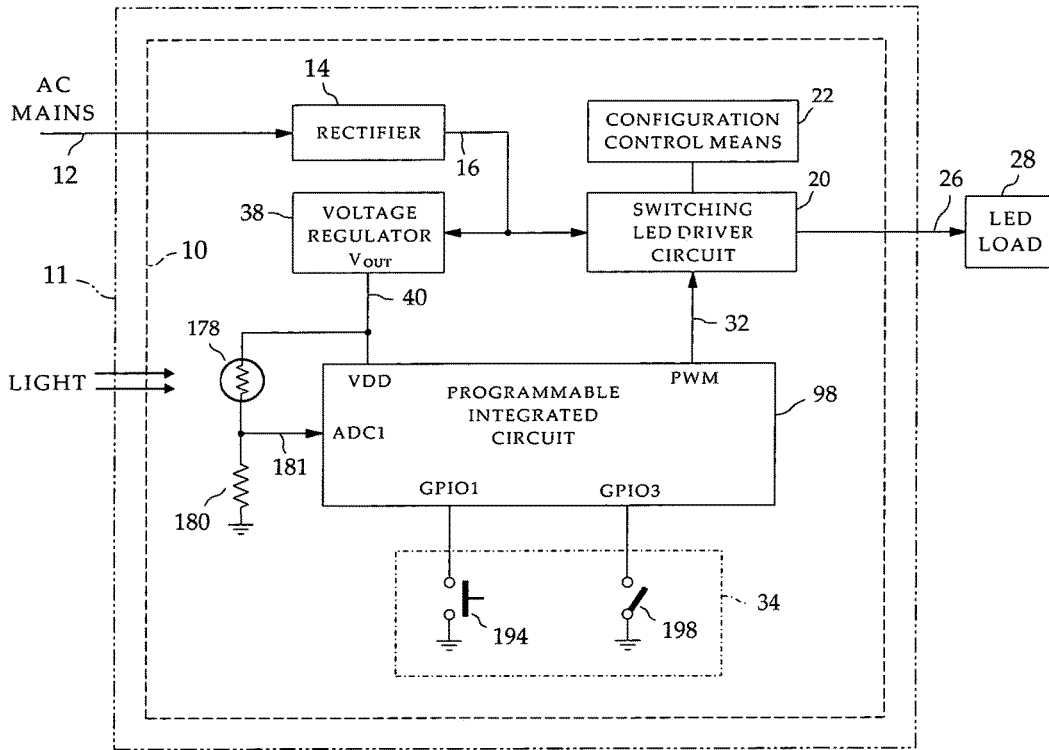 AC
MAINS
12
14
RECTIFIER
16
22
CONFIGURATION
CONTROL MEANS
20
SWITCHING
LED DRIVER
CIRCUIT
26
28
LED
LOAD
38
VOLTAGE
REGULATOR
VOUT
10
11
40
32
178
LIGHT
VDD
PWM
PROGRAMMABLE
INTEGRATED
CIRCUIT
98
ADC1
181
180
GPIO1
GPIO3
194
198
34